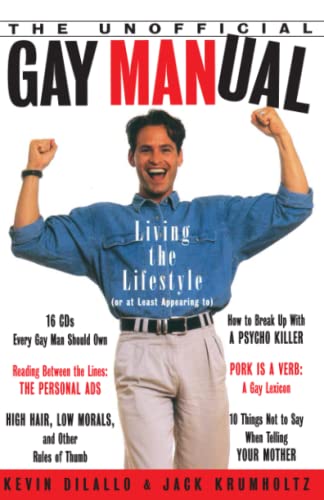 THE UNOFFICIAL
GAY MANUAL
Living
the
Lifestyle
(or at Least Appearing to)
16 CDs
Every Gay Man Should Own
Reading Between the Lines:
THE PERSONAL ADS
HIGH HAIR, LOW MORALS,
and Other
Rules of Thumb
How to Break Up With
A PSYCHO KILLER
PORK IS A VERB:
A Gay Lexicon
10 Things Not to Say
When Telling
YOUR MOTHER
KEVIN DILALLO & JACK KRUMHOLTZ